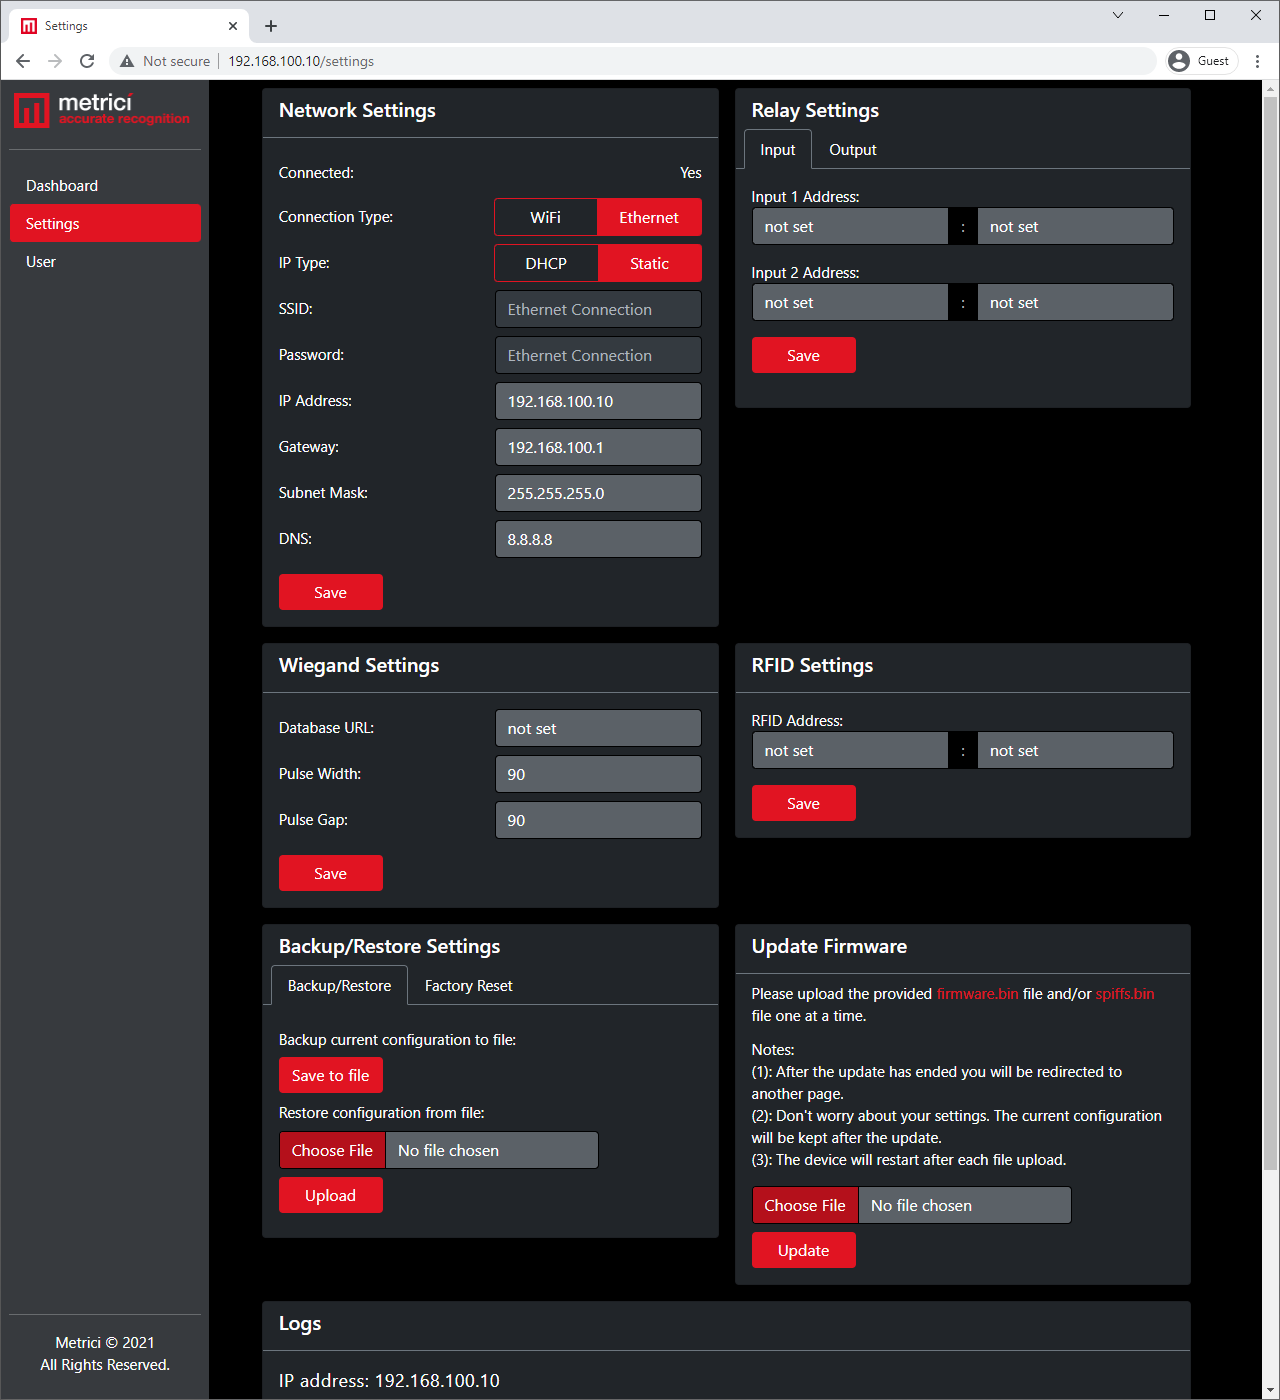 Settings
Not secure
192.168.100.10/settings
Guest
metrici
accurate recognition
Dashboard
Settings
User
Metrici © 2021
All Rights Reserved.
Network Settings
Connected: Yes
Connection Type: WiFi Ethernet
IP Type: DHCP Static
SSID: Ethernet Connection
Password: Ethernet Connection
IP Address: 192.168.100.10
Gateway: 192.168.100.1
Subnet Mask: 255.255.255.0
DNS: 8.8.8.8
Save
Relay Settings
Input Output
Input 1 Address:
not set : not set
Input 2 Address:
not set : not set
Save
Wiegand Settings
Database URL: not set
Pulse Width: 90
Pulse Gap: 90
Save
RFID Settings
RFID Address:
not set : not set
Save
Backup/Restore Settings
Backup/Restore Factory Reset
Backup current configuration to file:
Save to file
Restore configuration from file:
Choose File No file chosen
Upload
Update Firmware
Please upload the provided firmware.bin file and/or spiffs.bin
file one at a time.
Notes:
(1): After the update has ended you will be redirected to
another page.
(2): Don't worry about your settings. The current configuration
will be kept after the update.
(3): The device will restart after each file upload.
Choose File No file chosen
Update
Logs
IP address: 192.168.100.10